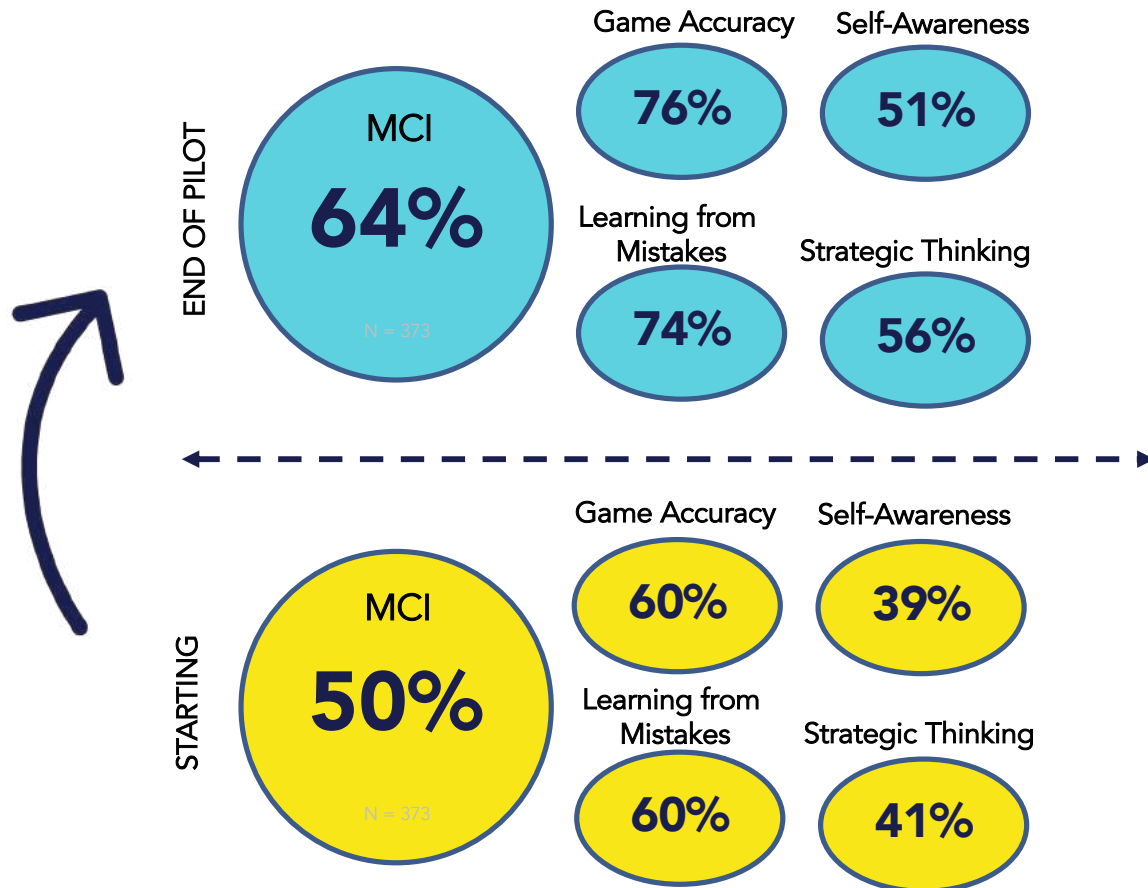 END OF PILOT
MCI
64%
N = 373
Game Accuracy
76%
Self-Awareness
51%
Learning from
Mistakes
74%
Strategic Thinking
56%
STARTING
MCI
50%
N = 373
Game Accuracy
60%
Self-Awareness
39%
Learning from
Mistakes
60%
Strategic Thinking
41%